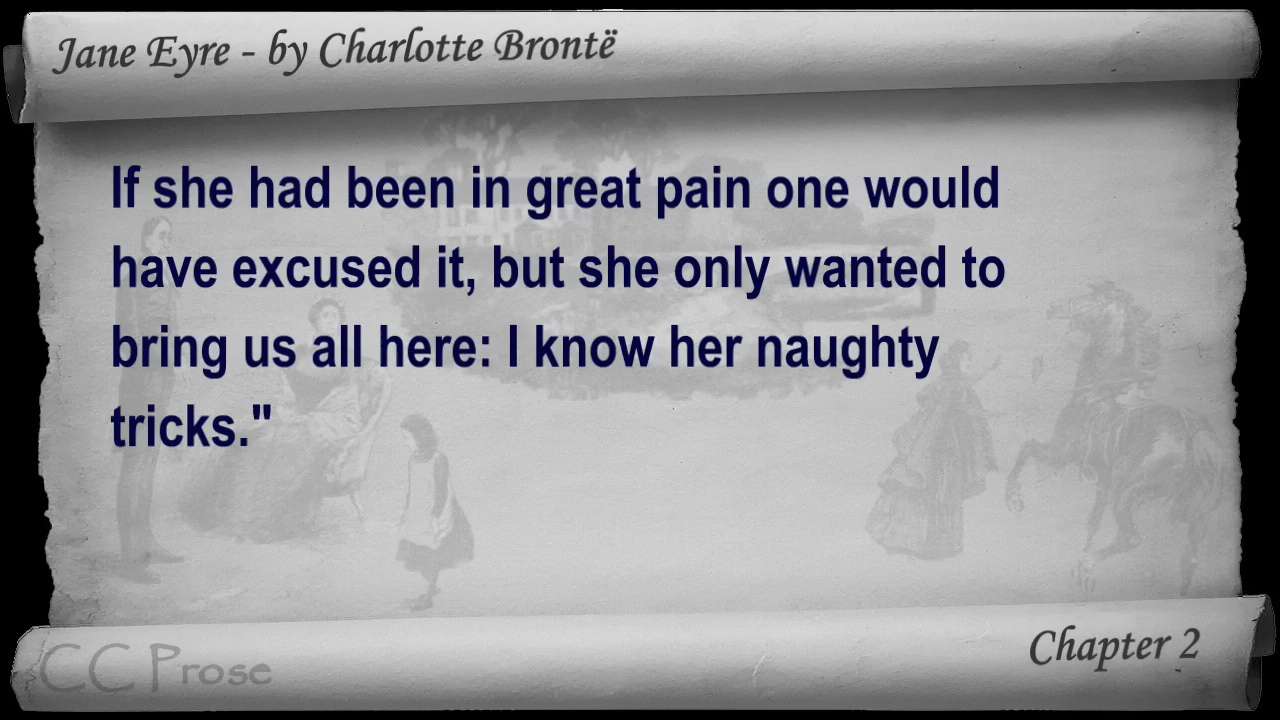 Jane Eyre - by Charlotte Brontë
If she had been in great pain one would
have excused it, but she only wanted to
bring us all here: I know her naughty
tricks."
CC Prose
Chapter 2